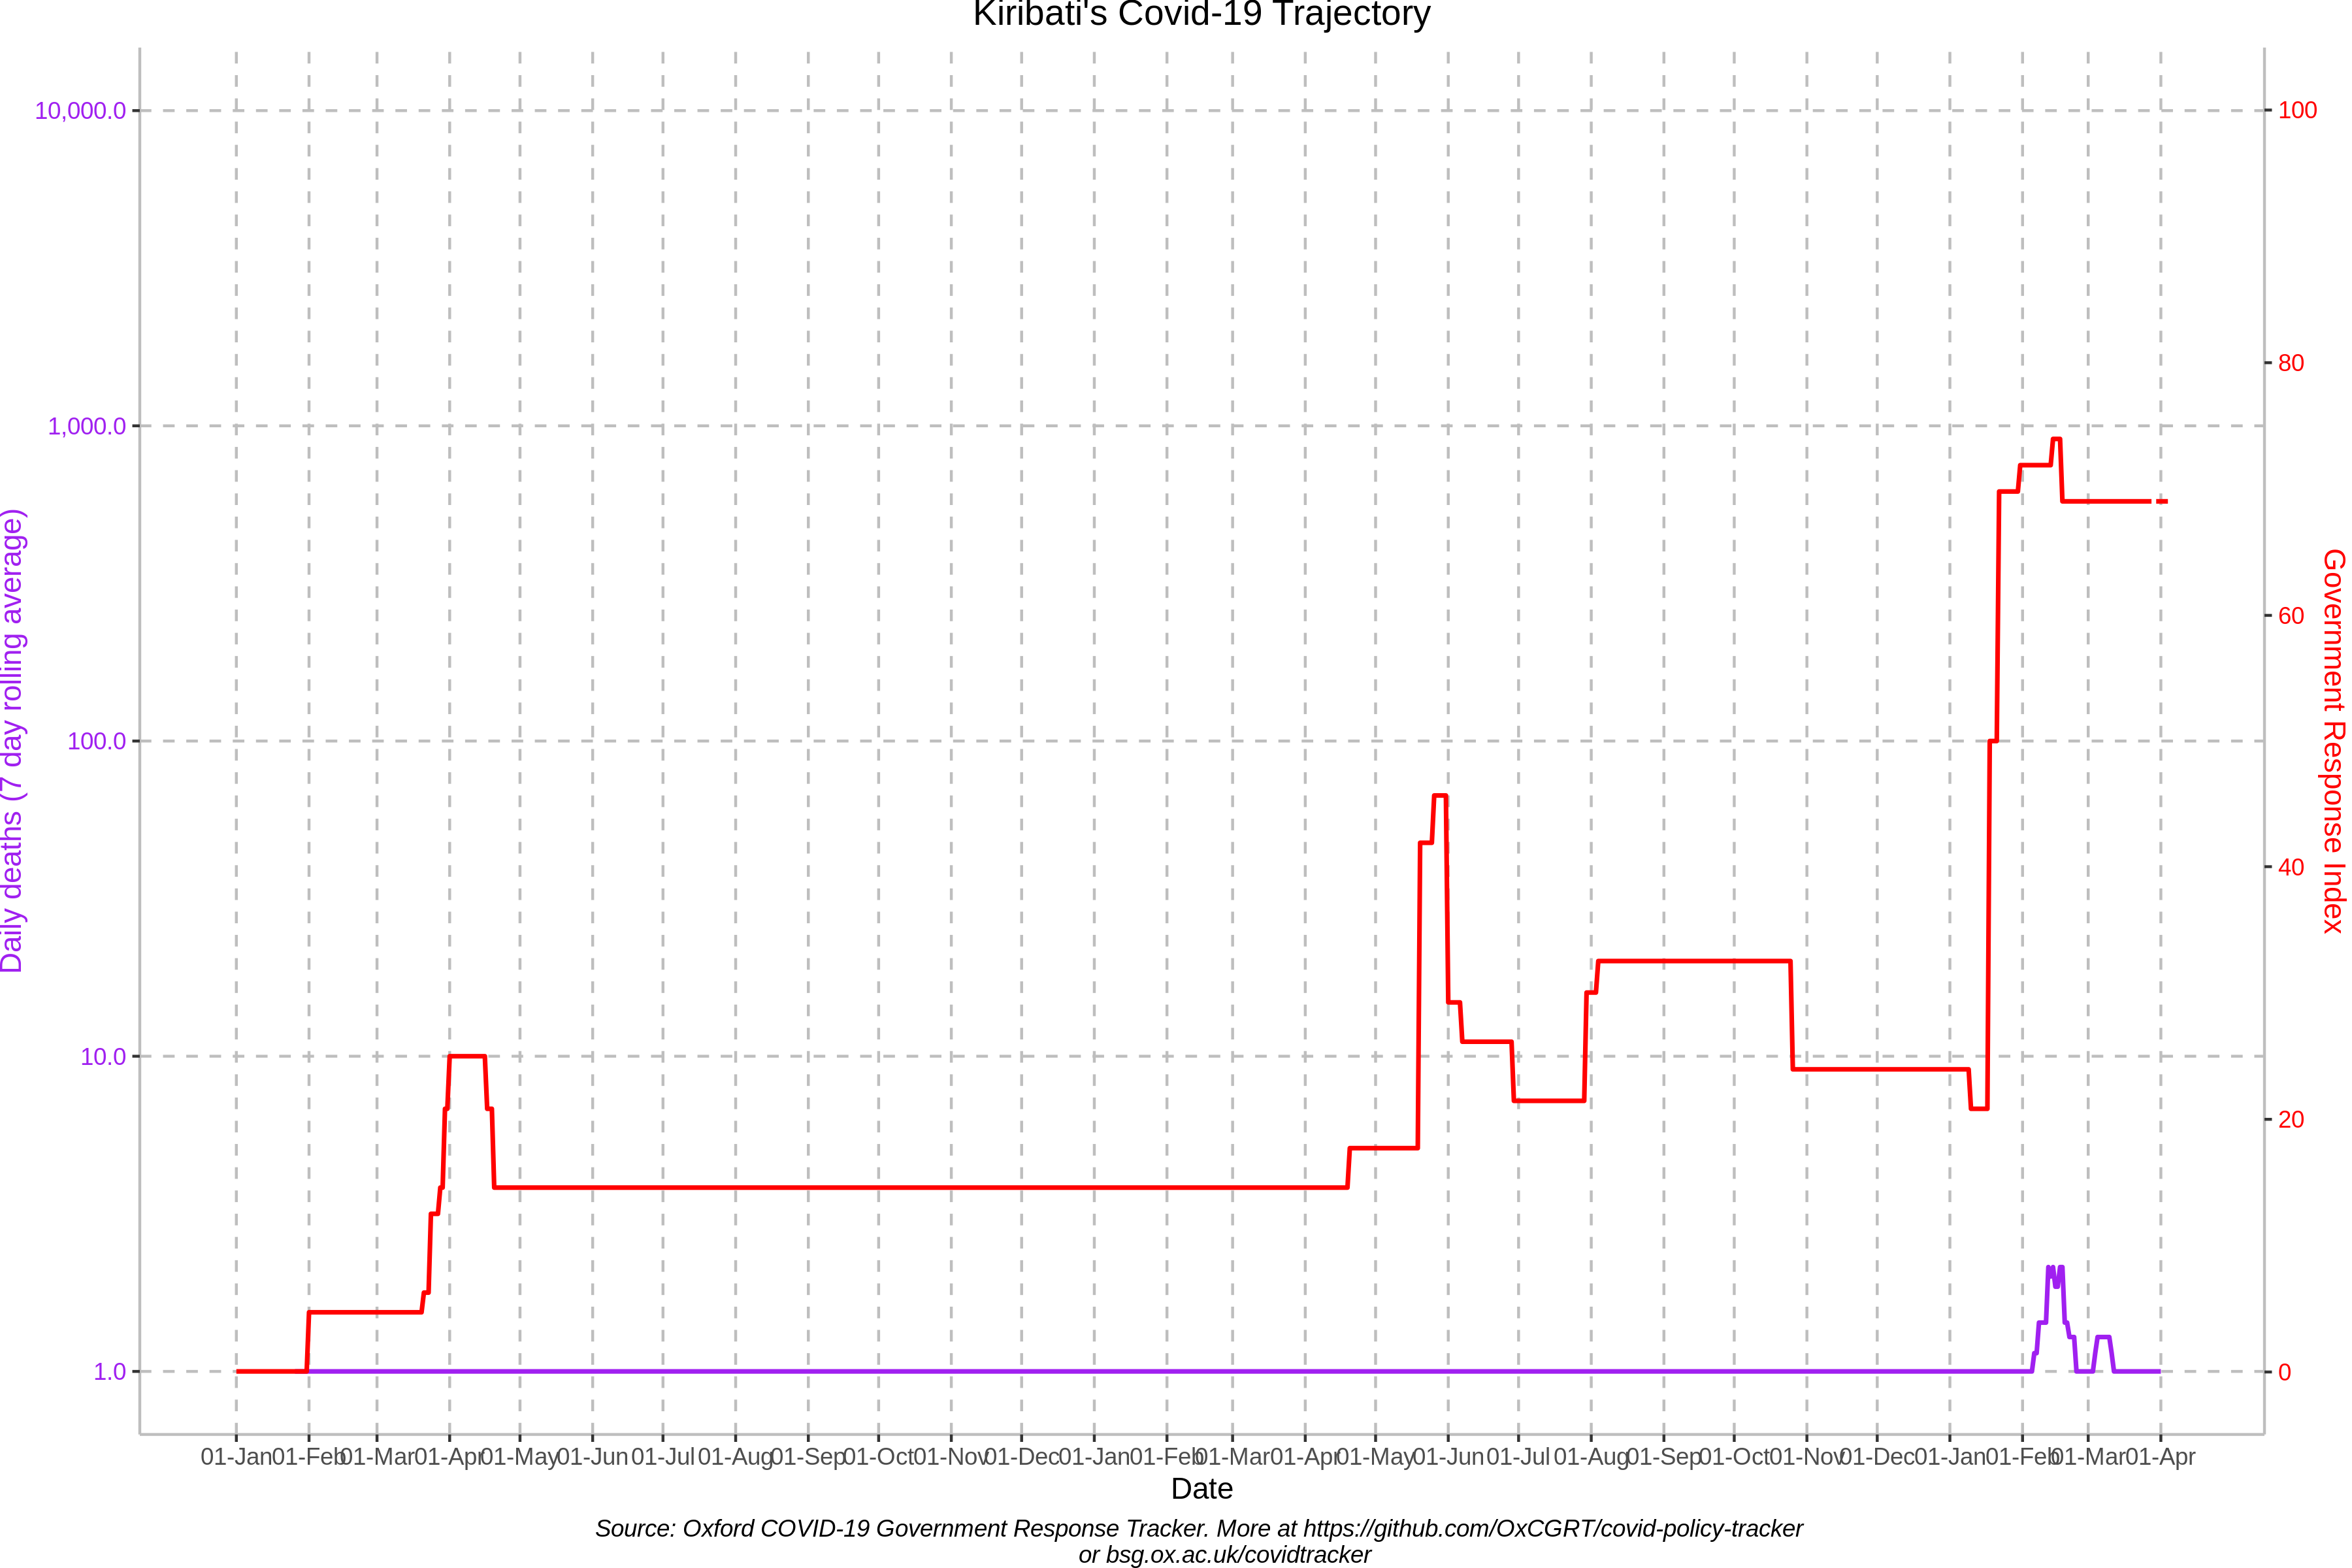 Kiribati's Covid-19 Trajectory
10,000.0
1,000.0
100.0
10.0
1.0
Daily deaths (7 day rolling average)
100
80
60
40
20
0
Government Response Index
01-Jan 01-Feb 01-Mar 01-Apr 01-May 01-Jun 01-Jul 01-Aug 01-Sep 01-Oct 01-Nov 01-Dec 01-Jan 01-Feb 01-Mar 01-Apr 01-May 01-Jun 01-Jul 01-Aug 01-Sep 01-Oct 01-Nov 01-Dec 01-Jan 01-Feb 01-Mar 01-Apr
Date
Source: Oxford COVID-19 Government Response Tracker. More at https://github.com/OxCGRT/covid-policy-tracker
or bsg.ox.ac.uk/covidtracker